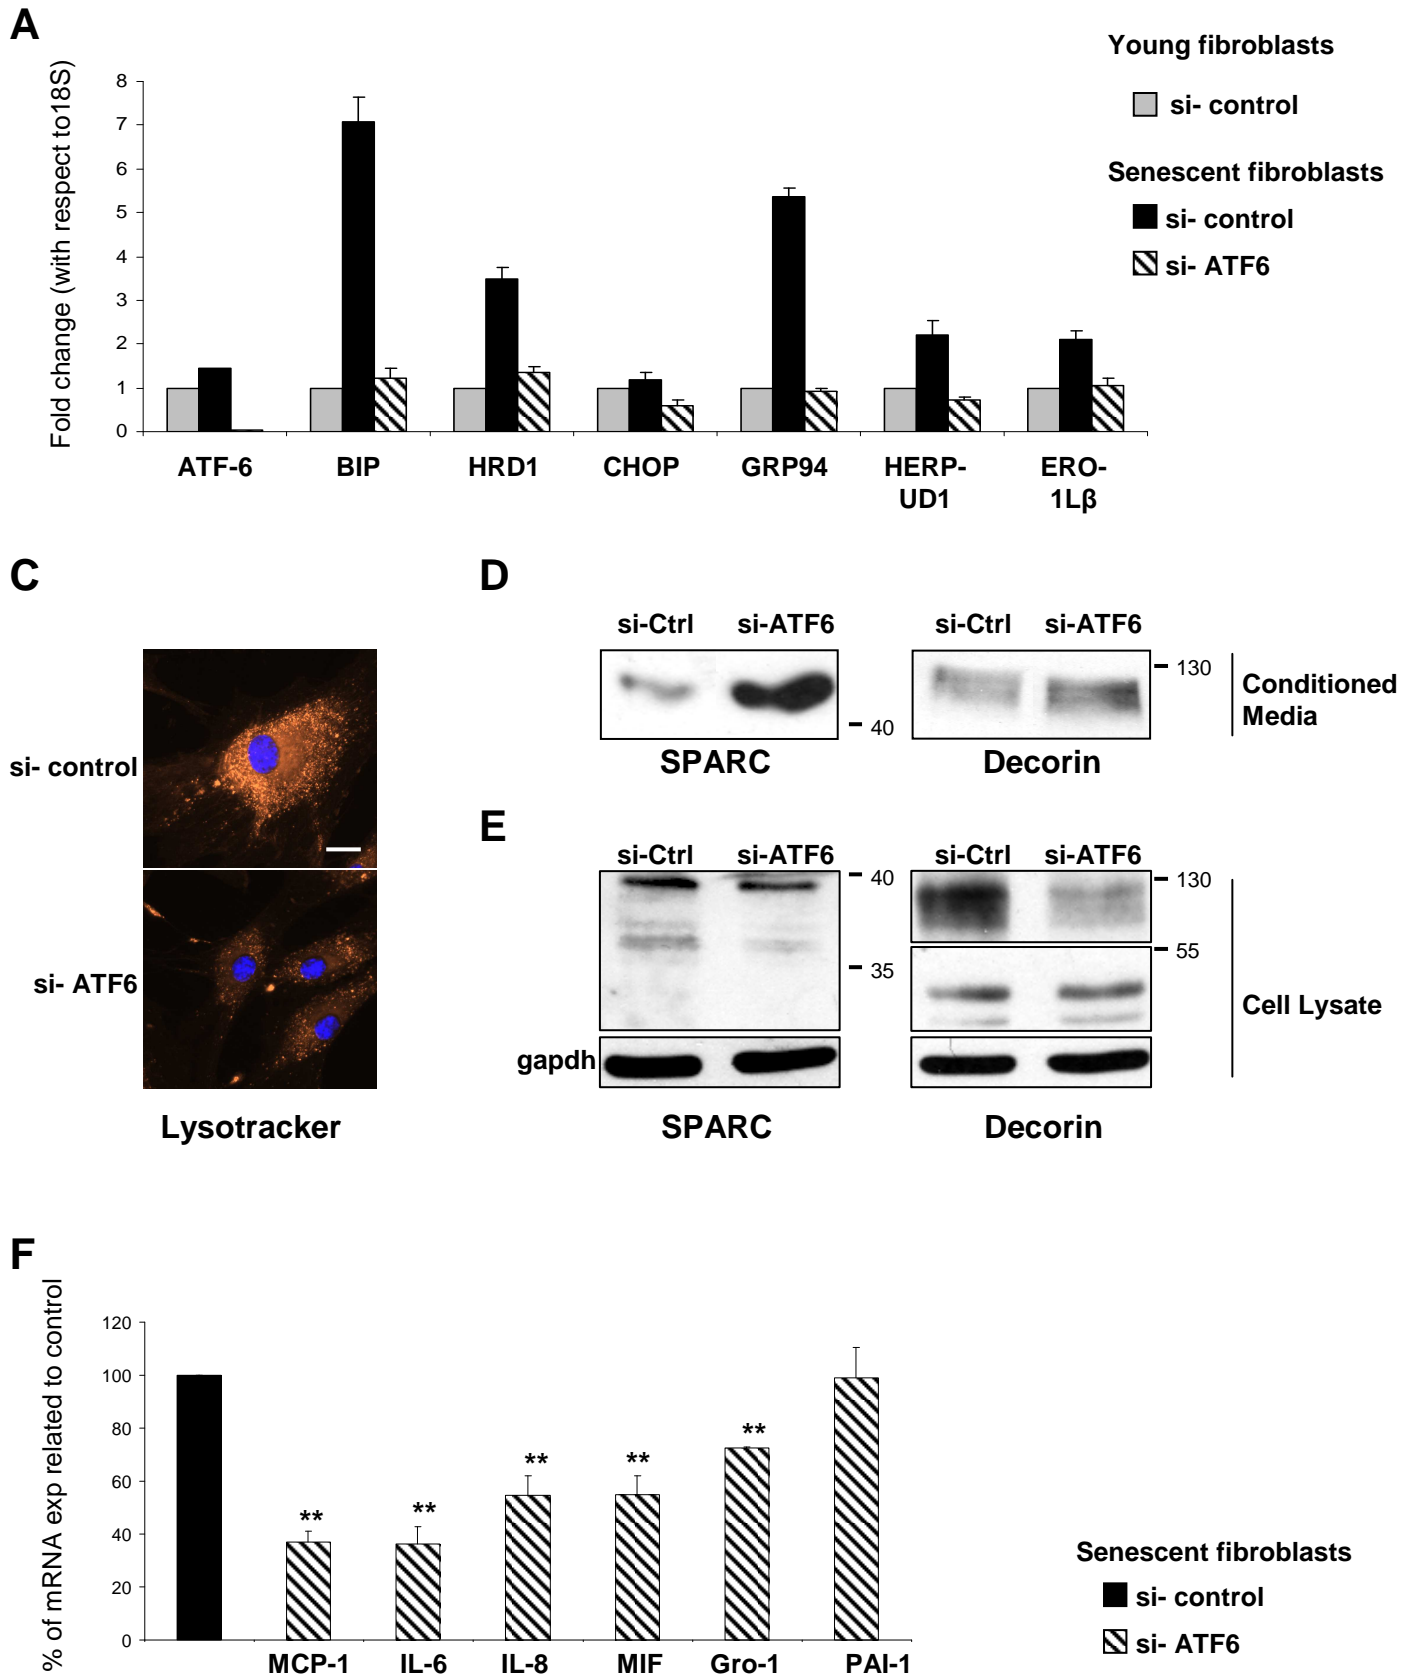 A
Young fibroblasts
si- control
Senescent fibroblasts
si- control
si- ATF6
Fold change (with respect to18S)
8
7
6
5
4
3
2
1
0
ATF-6 BIP HRD1 CHOP GRP94 HERP- ERO-
UD1 1Lβ
C
si- control
si- ATF6
Lysotracker
D
si-Ctrl si-ATF6 si-Ctrl si-ATF6
130
40
Conditioned
Media
SPARC Decorin
E
si-Ctrl si-ATF6 si-Ctrl si-ATF6
40 130
55
35
Cell Lysate
gapdh
SPARC Decorin
F
% of mRNA exp related to control
120
100
80
60
40
20
0
** ** ** ** **
MCP-1 IL-6 IL-8 MIF Gro-1 PAI-1
Senescent fibroblasts
si- control
si- ATF6